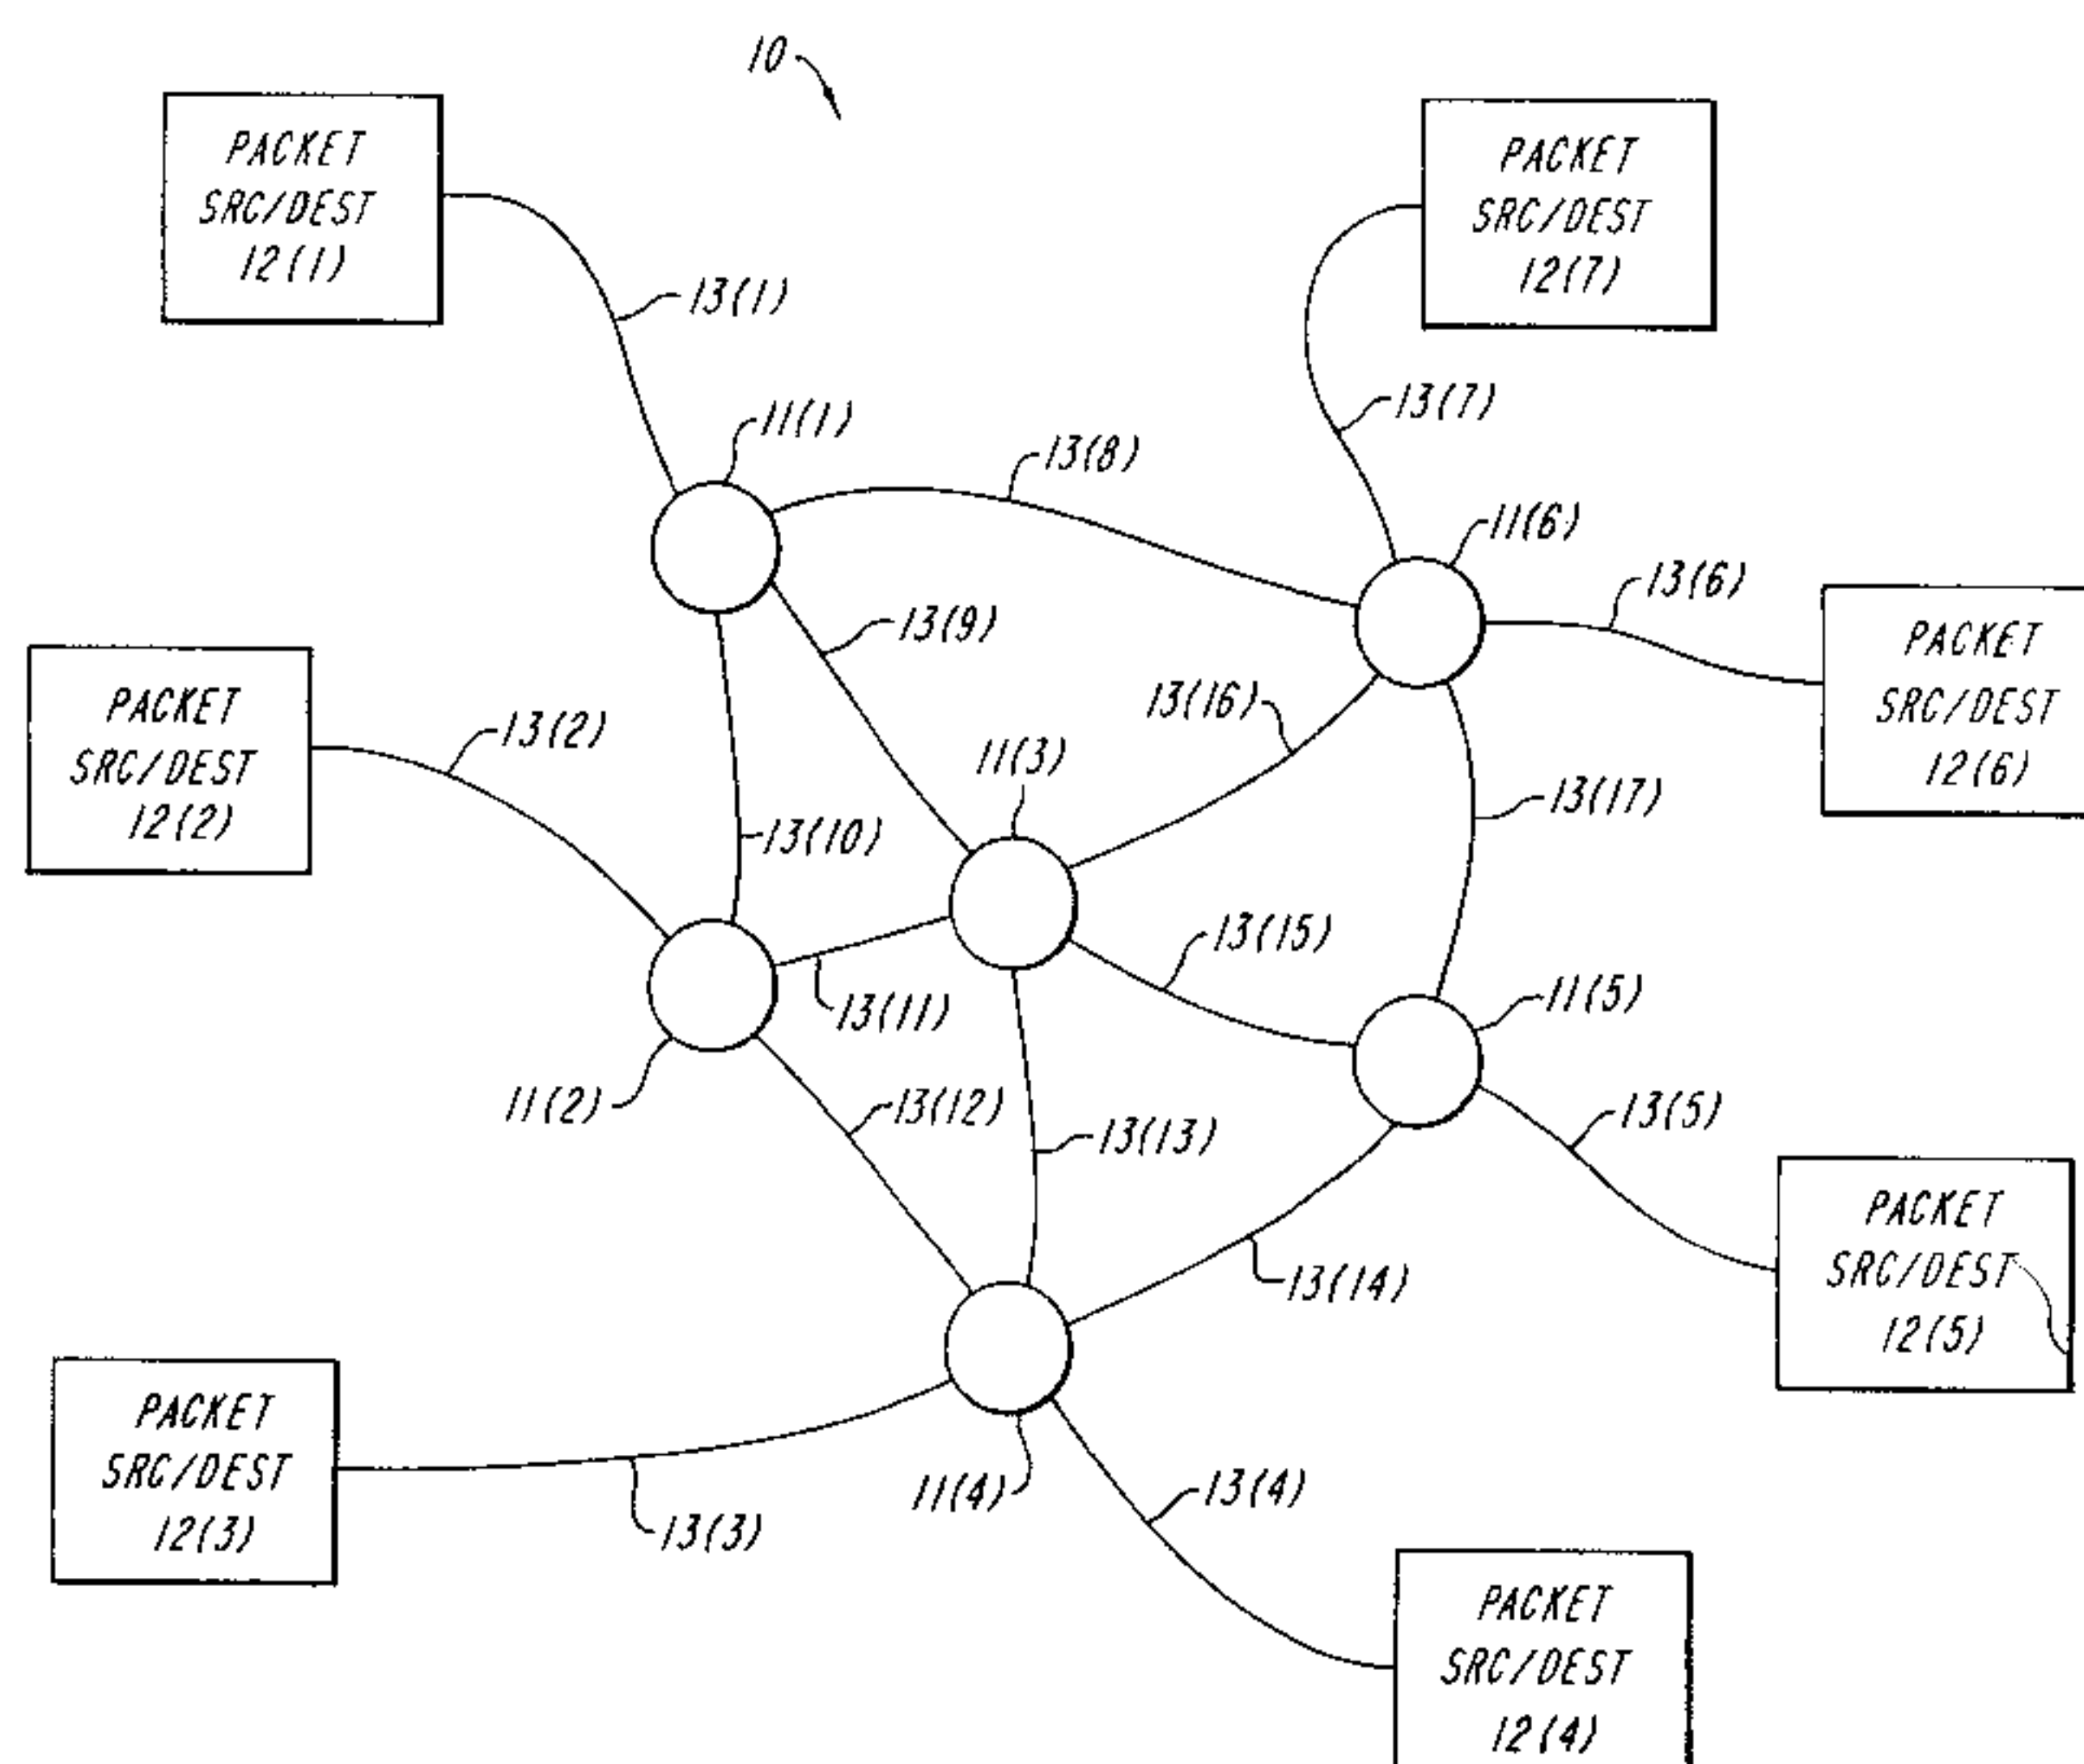 10
PACKET
SRC/DEST
12(1)
PACKET
SRC/DEST
12(7)
13(1)
13(7)
11(1)
13(8)
11(6)
13(6)
13(9)
PACKET
SRC/DEST
12(6)
PACKET
SRC/DEST
12(2)
13(2)
13(16)
11(3)
13(17)
13(10)
13(15)
13(11)
11(5)
11(2)
13(12)
13(13)
13(5)
PACKET
SRC/DEST
12(5)
13(14)
PACKET
SRC/DEST
12(3)
13(3)
11(4)
13(4)
PACKET
SRC/DEST
12(4)